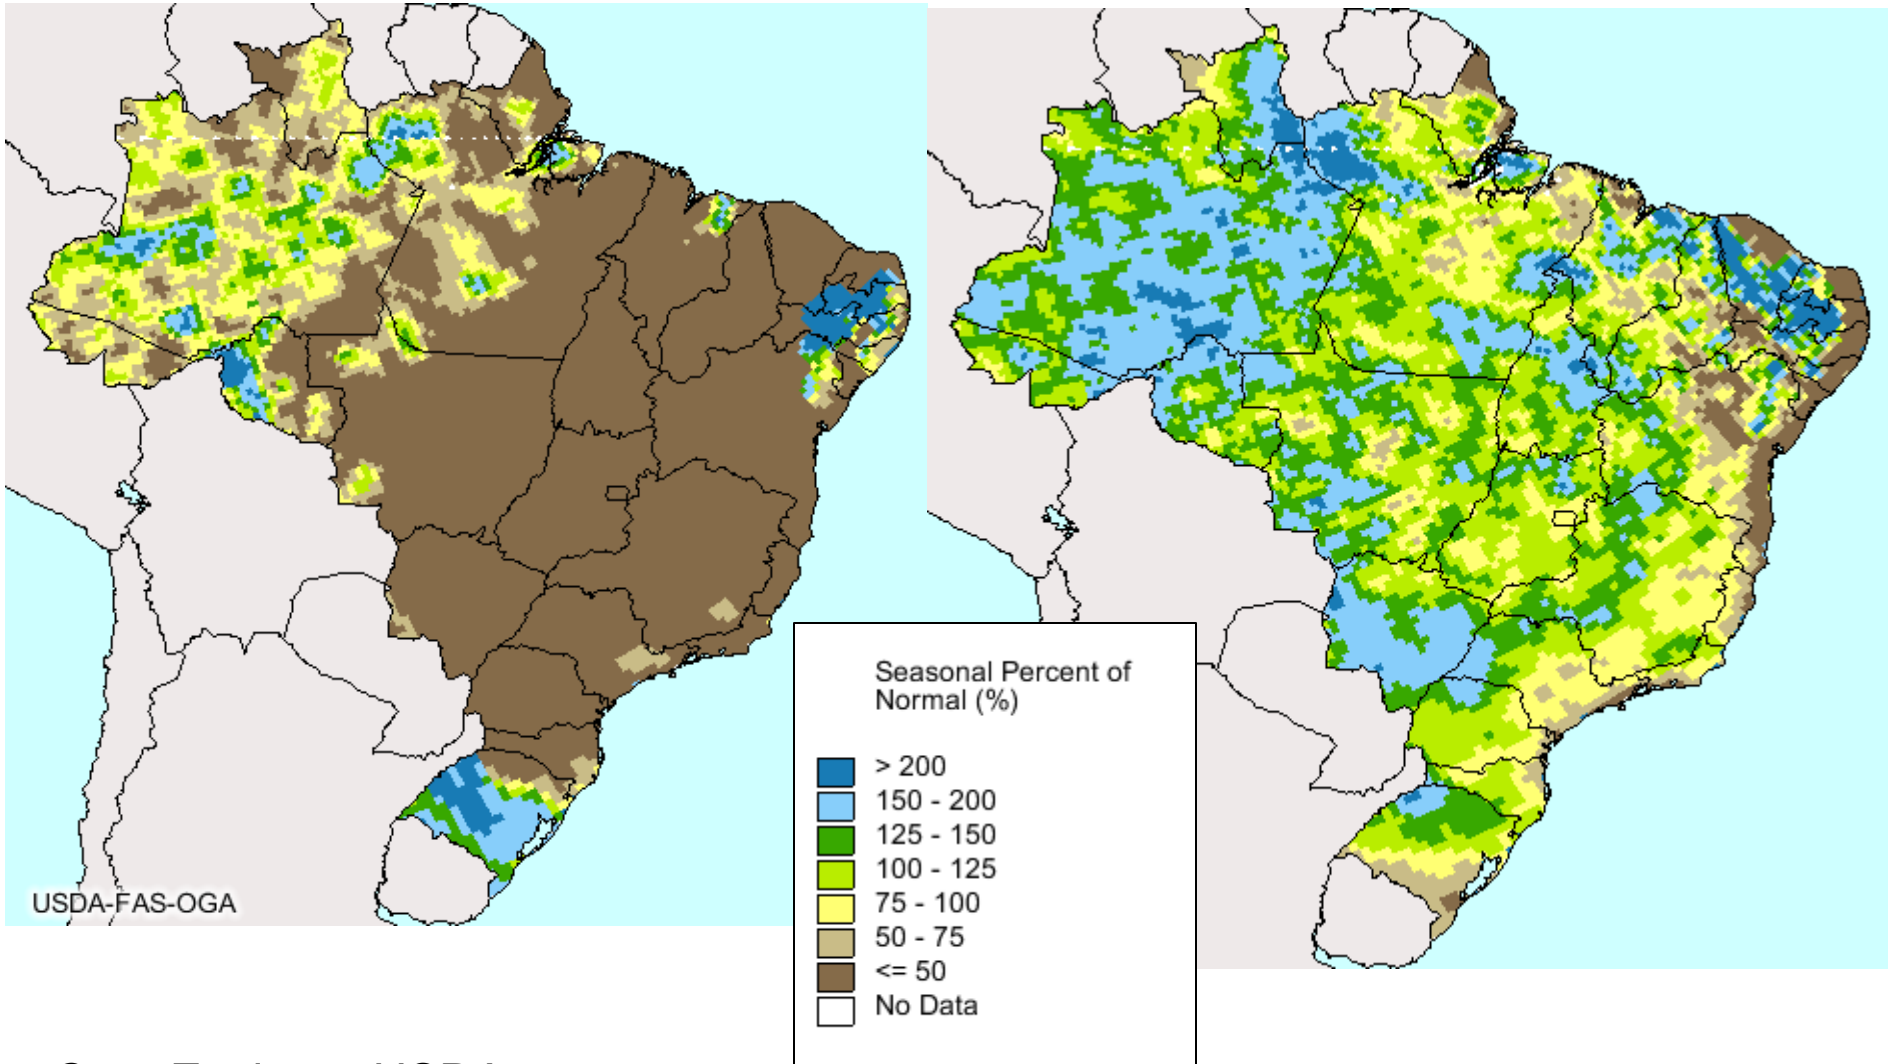 Seasonal Percent of
Normal (%)
> 200
150 - 200
125 - 150
100 - 125
75 - 100
50 - 75
<= 50
No Data
USDA-FAS-OGA